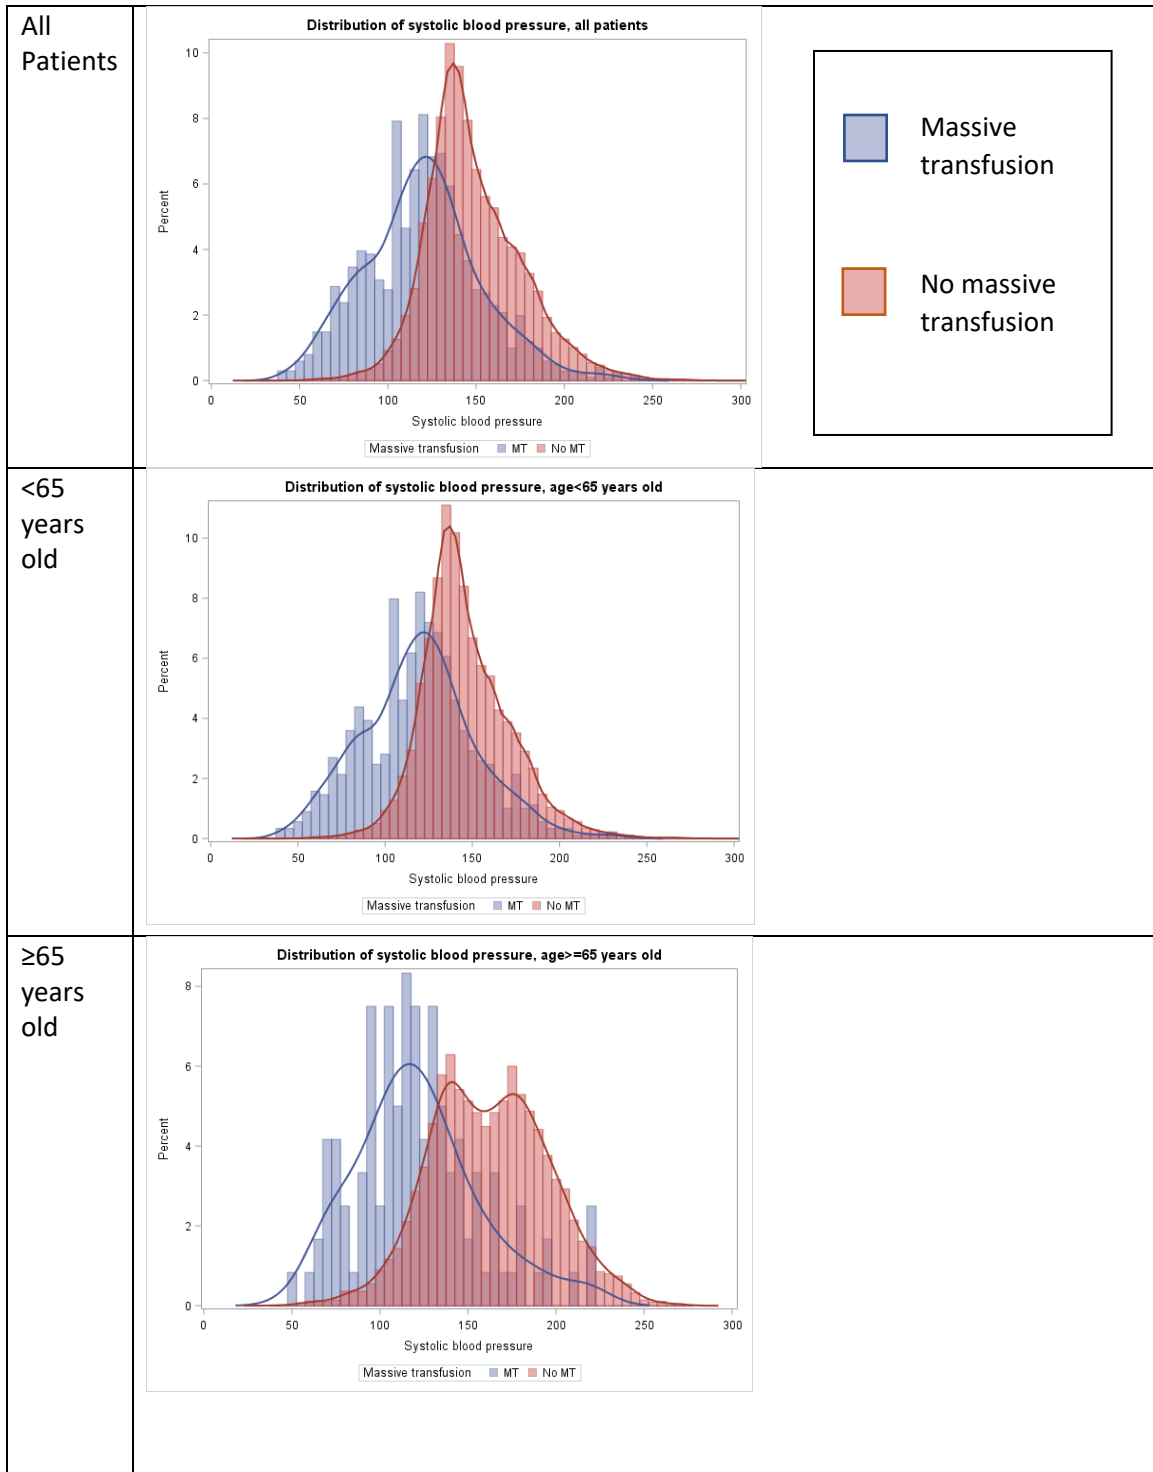 All
Patients
Distribution of systolic blood pressure, all patients
10
8
6
4
2
0
Percent
0 50 100 150 200 250 300
Systolic blood pressure
Massive transfusion MT No MT
Massive
transfusion
No massive
transfusion
<65
years
old
Distribution of systolic blood pressure, age<65 years old
10
8
6
4
2
0
Percent
0 50 100 150 200 250 300
Systolic blood pressure
Massive transfusion MT No MT
≥65
years
old
Distribution of systolic blood pressure, age>=65 years old
8
6
4
2
0
Percent
0 50 100 150 200 250 300
Systolic blood pressure
Massive transfusion MT No MT